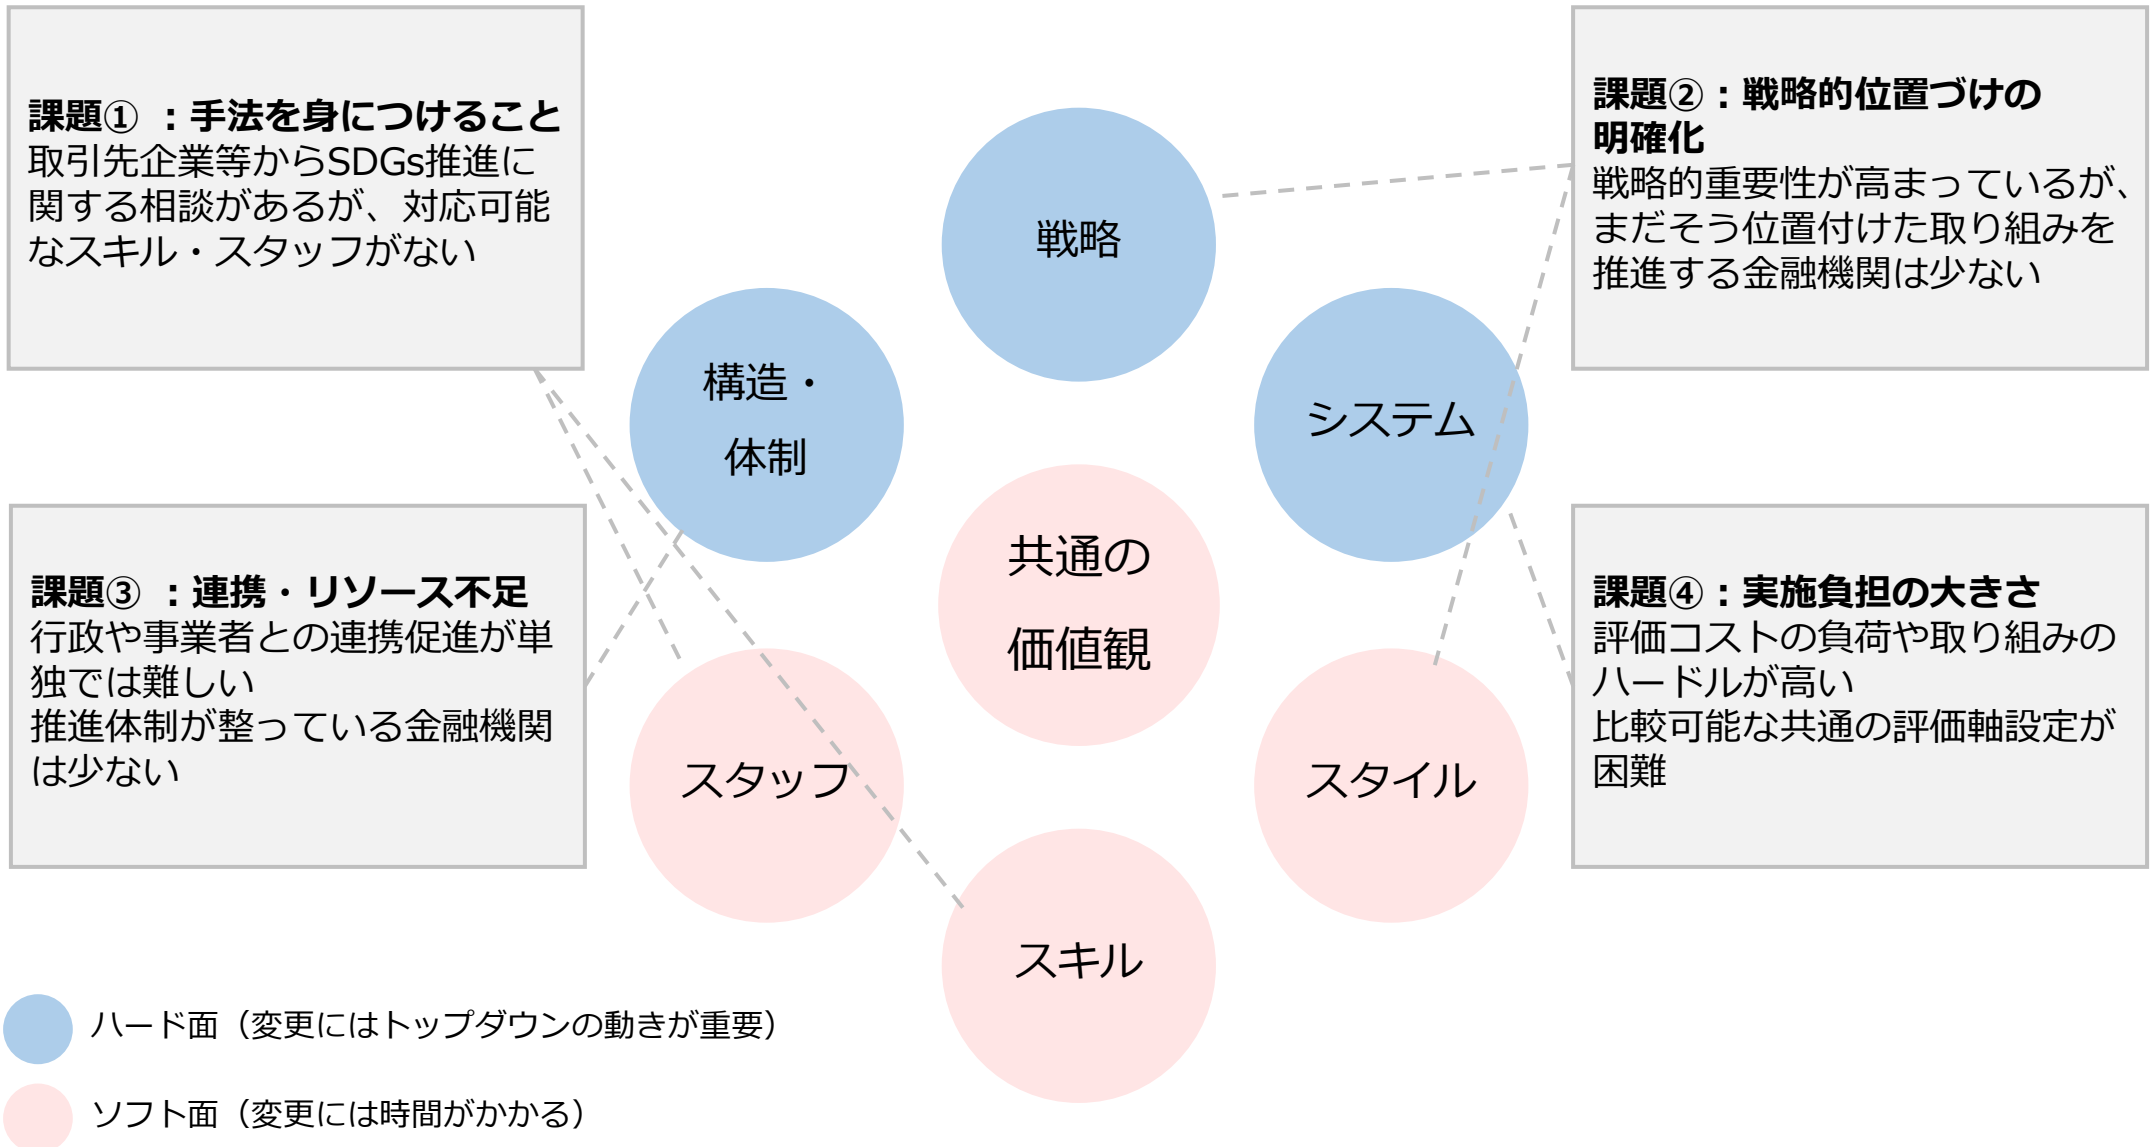 課題① ：手法を身につけること
取引先企業等からSDGs推進に
関する相談があるが、対応可能
なスキル・スタッフがない
課題②：戦略的位置づけの
明確化
戦略的重要性が高まっているが、
まだそう位置付けた取り組みを
推進する金融機関は少ない
戦略
構造・
体制
システム
共通の
価値観
課題③ ：連携・リソース不足
行政や事業者との連携促進が単
独では難しい
推進体制が整っている金融機関
は少ない
課題④：実施負担の大きさ
評価コストの負荷や取り組みの
ハードルが高い
比較可能な共通の評価軸設定が
困難
スタッフ
スタイル
スキル
ハード面（変更にはトップダウンの動きが重要）
ソフト面（変更には時間がかかる）